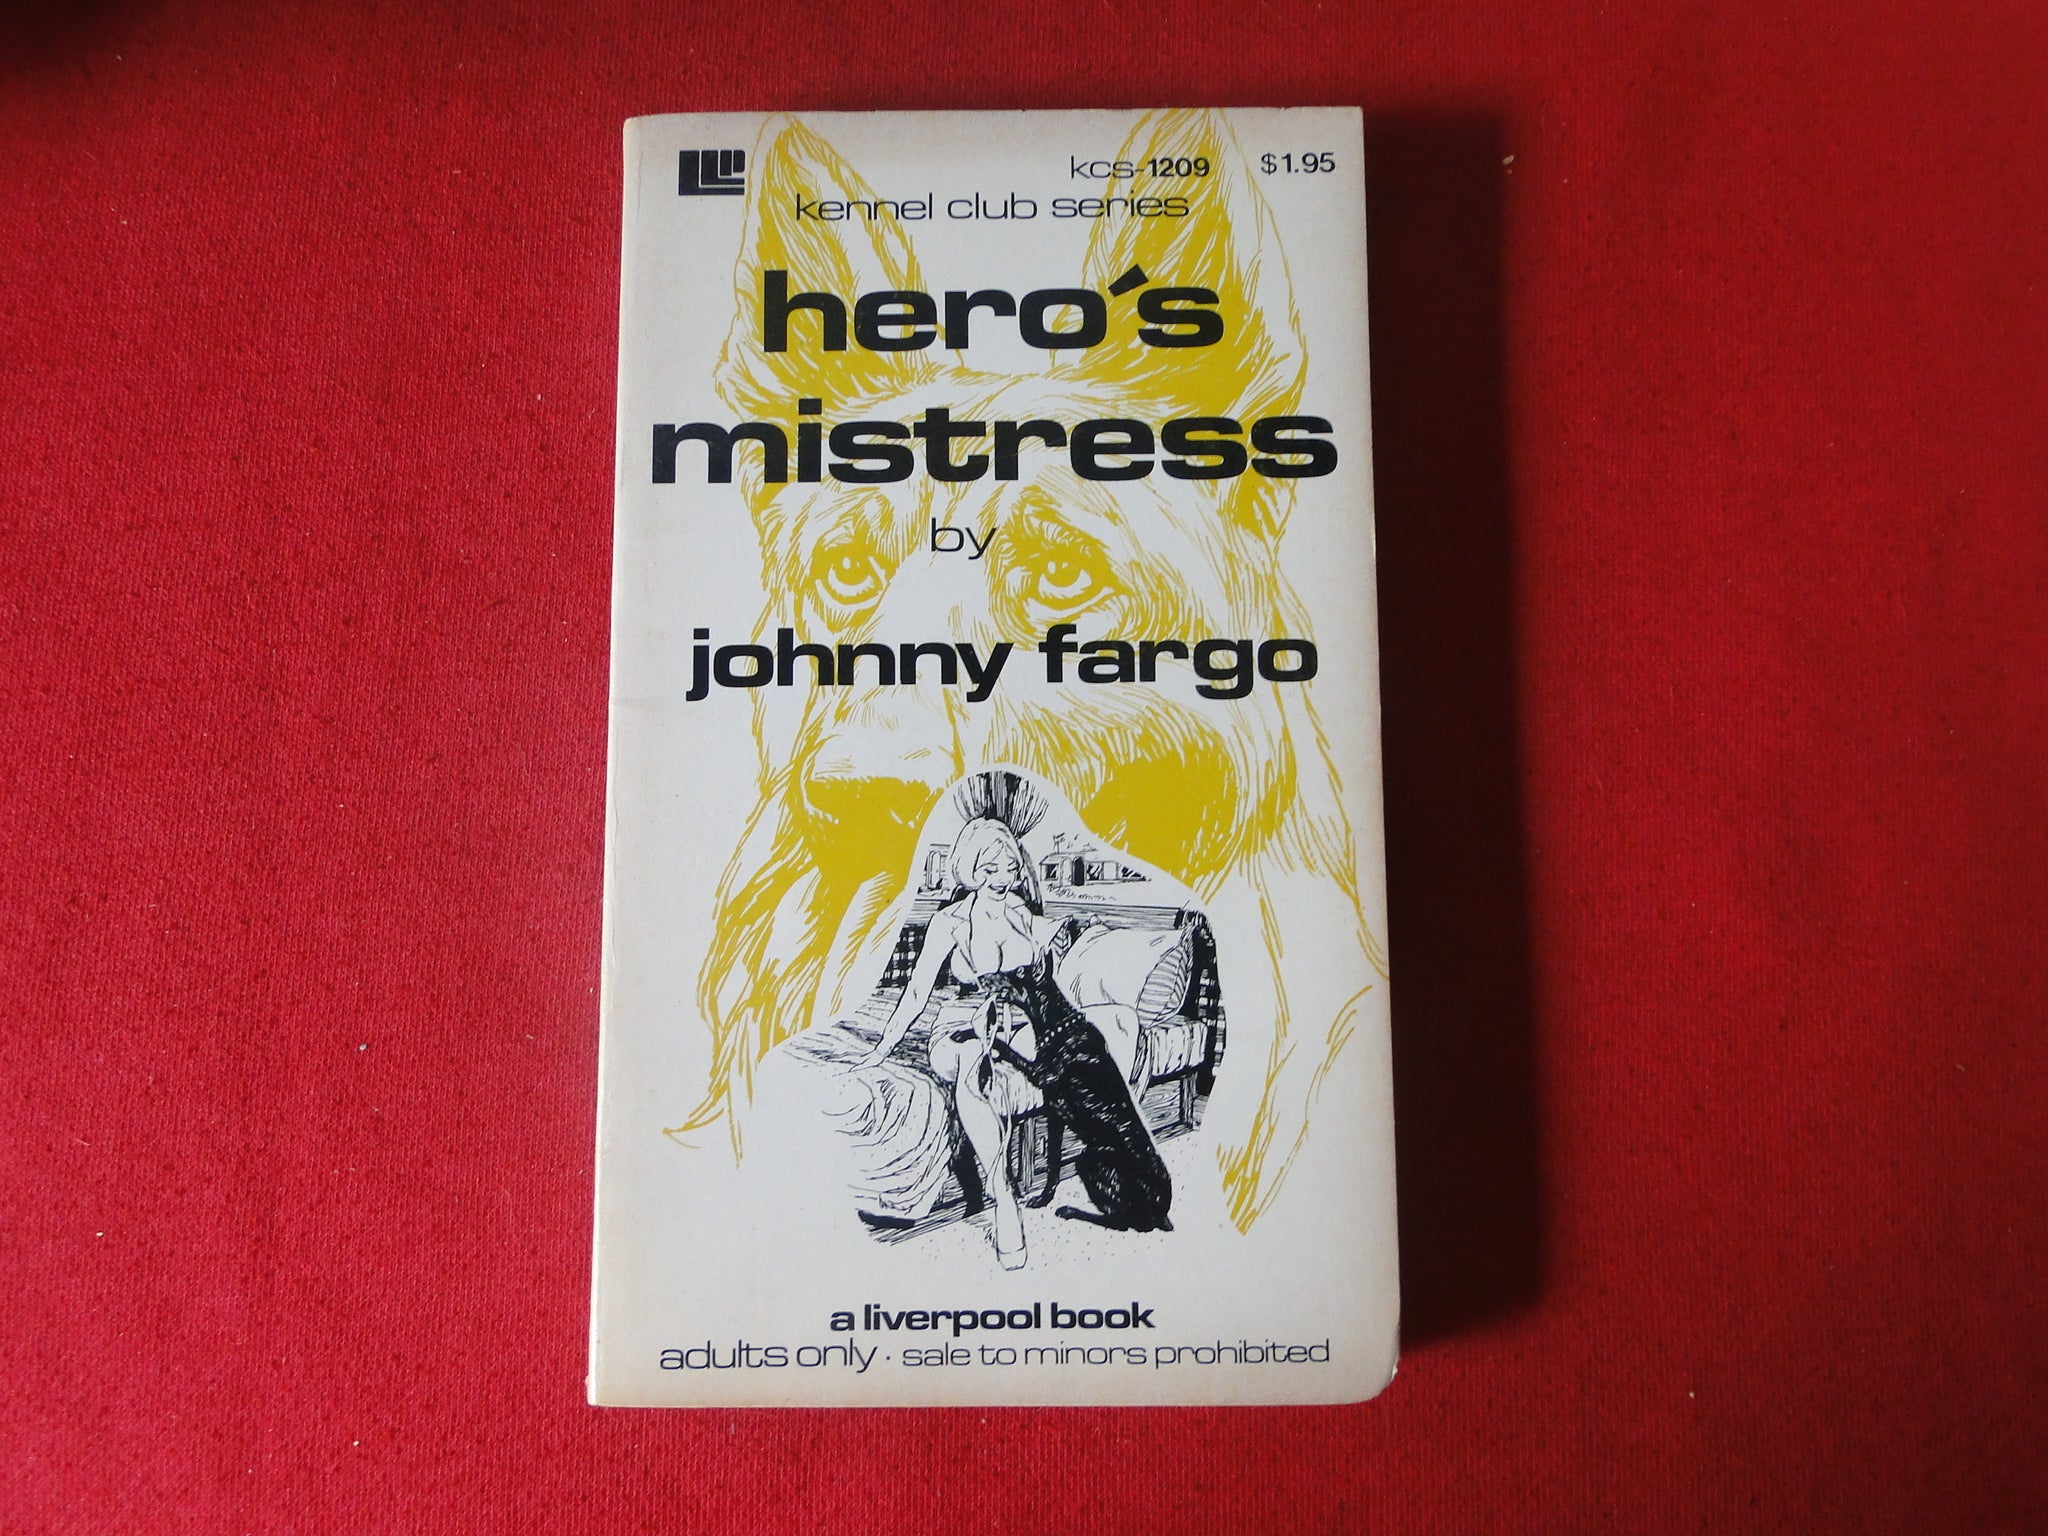 LLP
kcs-1209 $1.95
kennel club series
hero's
mistress
by
johnny fargo
a liverpool book
adults only · sale to minors prohibited